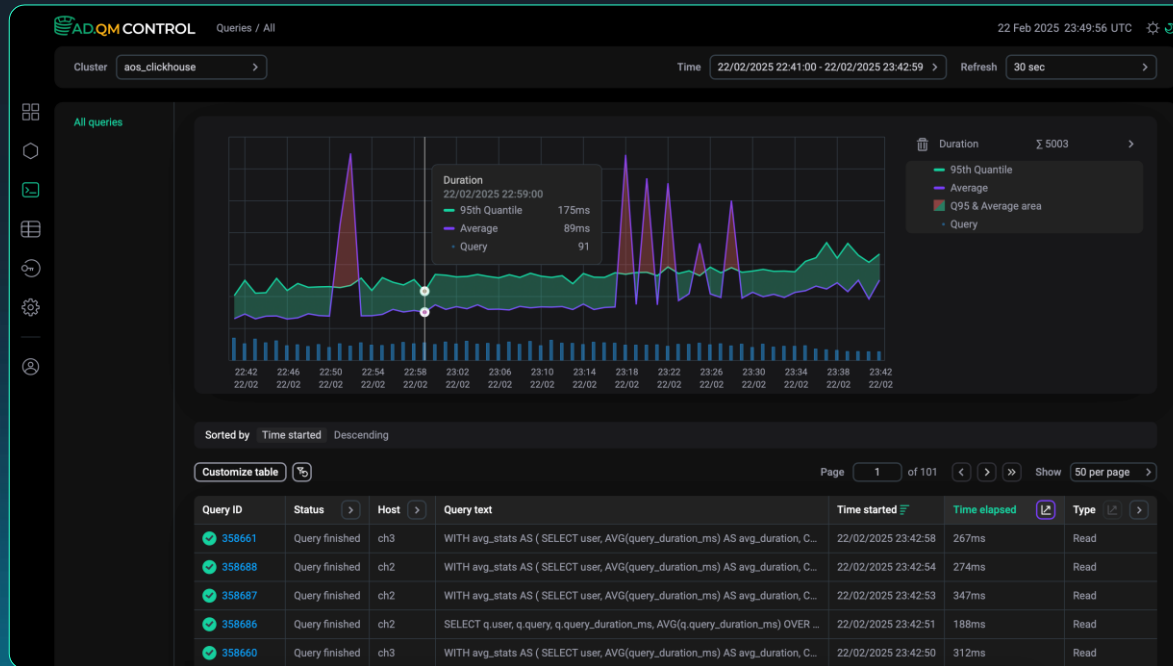 AD.QM CONTROL Queries / All 22 Feb 2025 23:49:56 UTC
Cluster aos_clickhouse Time 22/02/2025 22:41:00 - 22/02/2025 23:42:59 Refresh 30 sec
All queries
Duration
22/02/2025 22:59:00
95th Quantile 175ms
Average 89ms
Query 91
Duration Σ 5003
95th Quantile
Average
Q95 & Average area
Query
22:42 22:46 22:50 22:54 22:58 23:02 23:06 23:10 23:14 23:18 23:22 23:26 23:30 23:34 23:38 23:42
22/02 22/02 22/02 22/02 22/02 22/02 22/02 22/02 22/02 22/02 22/02 22/02 22/02 22/02 22/02 22/02
Sorted by Time started Descending
Customize table Page 1 of 101 Show 50 per page
Query ID Status Host Query text Time started Time elapsed Type
358661 Query finished ch3 WITH avg_stats AS ( SELECT user, AVG(query_duration_ms) AS avg_duration, C... 22/02/2025 23:42:58 267ms Read
358688 Query finished ch2 WITH avg_stats AS ( SELECT user, AVG(query_duration_ms) AS avg_duration, C... 22/02/2025 23:42:54 274ms Read
358687 Query finished ch2 WITH avg_stats AS ( SELECT user, AVG(query_duration_ms) AS avg_duration, C... 22/02/2025 23:42:53 347ms Read
358686 Query finished ch2 SELECT q.user, q.query, q.query_duration_ms, AVG(q.query_duration_ms) OVER ... 22/02/2025 23:42:51 188ms Read
358660 Query finished ch3 WITH avg_stats AS ( SELECT user, AVG(query_duration_ms) AS avg_duration, C... 22/02/2025 23:42:50 312ms Read